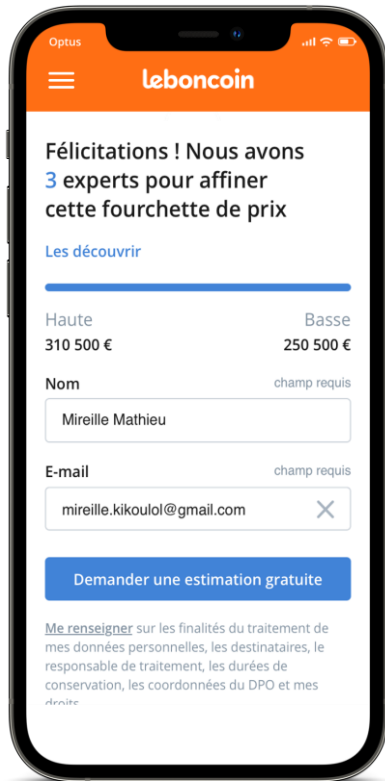 Optus
leboncoin
Félicitations ! Nous avons
3 experts pour affiner
cette fourchette de prix
Les découvrir
Haute Basse
310 500 € 250 500 €
Nom champ requis
Mireille Mathieu
E-mail champ requis
mireille.kikoulol@gmail.com
Demander une estimation gratuite
Me renseigner sur les finalités du traitement de
mes données personnelles, les destinataires, le
responsable de traitement, les durées de
conservation, les coordonnées du DPO et mes
droits